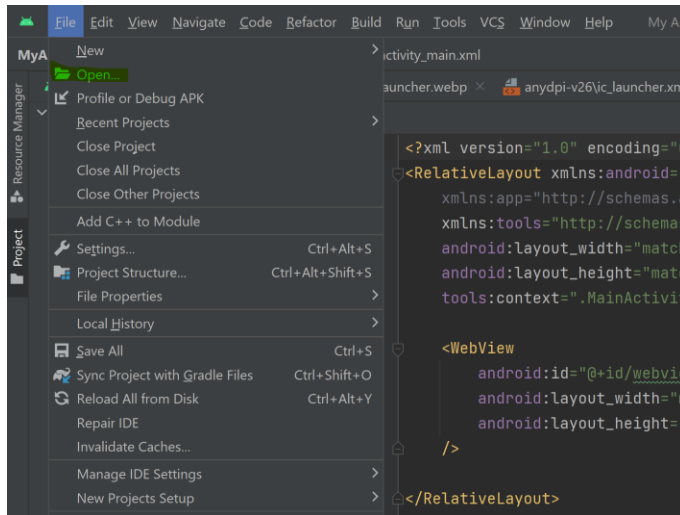 File Edit View Navigate Code Refactor Build Run Tools VCS Window Help My A
MyA
New
ctivity_main.xml
Open...
auncher.webp
anydpi-v26\ic_launcher.xm
Profile or Debug APK
Recent Projects
Close Project
<?xml version="1.0" encoding="
Close All Projects
<RelativeLayout xmlns:android=
Close Other Projects
xmlns:app="http://schemas.
Add C++ to Module
xmlns:tools="http://schema
Settings... Ctrl+Alt+S
android:layout_width="matc
Project Structure... Ctrl+Alt+Shift+S
android:layout_height="mat
File Properties
tools:context=".MainActivi
Local History
Save All Ctrl+S
<WebView
Sync Project with Gradle Files Ctrl+Shift+O
android:id="@+id/webvi
Reload All from Disk Ctrl+Alt+Y
android:layout_width="
Repair IDE
android:layout_height=
Invalidate Caches...
/>
Manage IDE Settings
New Projects Setup
</RelativeLayout>
Resource Manager
Project